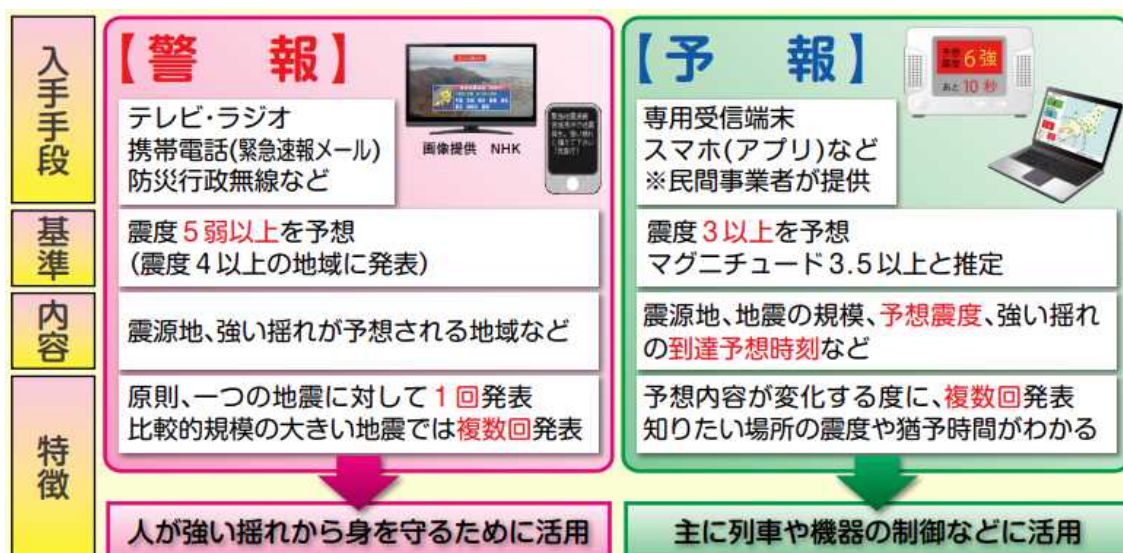 入手手段
【警　報】
テレビ・ラジオ
携帯電話(緊急速報メール)
防災行政無線など
画像提供　NHK
【予　報】
専用受信端末
スマホ(アプリ)など
※民間事業者が提供
予想
震度 6強
あと 10 秒
基準
震度 5 弱以上を予想
(震度 4 以上の地域に発表)
震度 3 以上を予想
マグニチュード 3.5 以上と推定
内容
震源地、強い揺れが予想される地域など
震源地、地震の規模、予想震度、強い揺れ
の到達予想時刻など
特徴
原則、一つの地震に対して 1 回発表
比較的規模の大きい地震では複数回発表
予想内容が変化する度に、複数回発表
知りたい場所の震度や猶予時間がわかる
人が強い揺れから身を守るために活用
主に列車や機器の制御などに活用